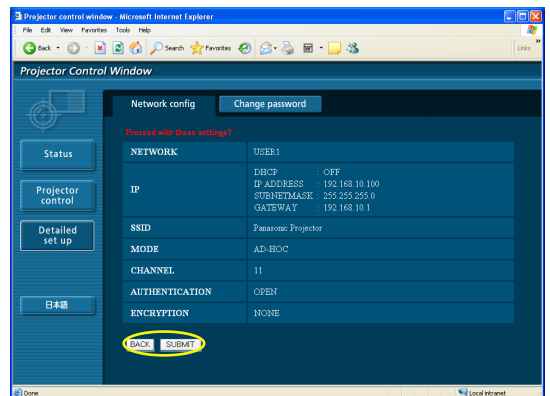 Projector control window - Microsoft Internet Explorer
File Edit View Favorites Tools Help
Back Search Favorites Links
Projector Control Window
Network config Change password
Proceed with these settings?
Status
Projector control
Detailed set up
日本語
NETWORK USER1
IP
DHCP : OFF
IP ADDRESS : 192.168.10.100
SUBNETMASK : 255.255.255.0
GATEWAY : 192.168.10.1
SSID Panasonic Projector
MODE AD-HOC
CHANNEL 11
AUTHENTICATION OPEN
ENCRYPTION NONE
BACK SUBMIT
Done Local intranet